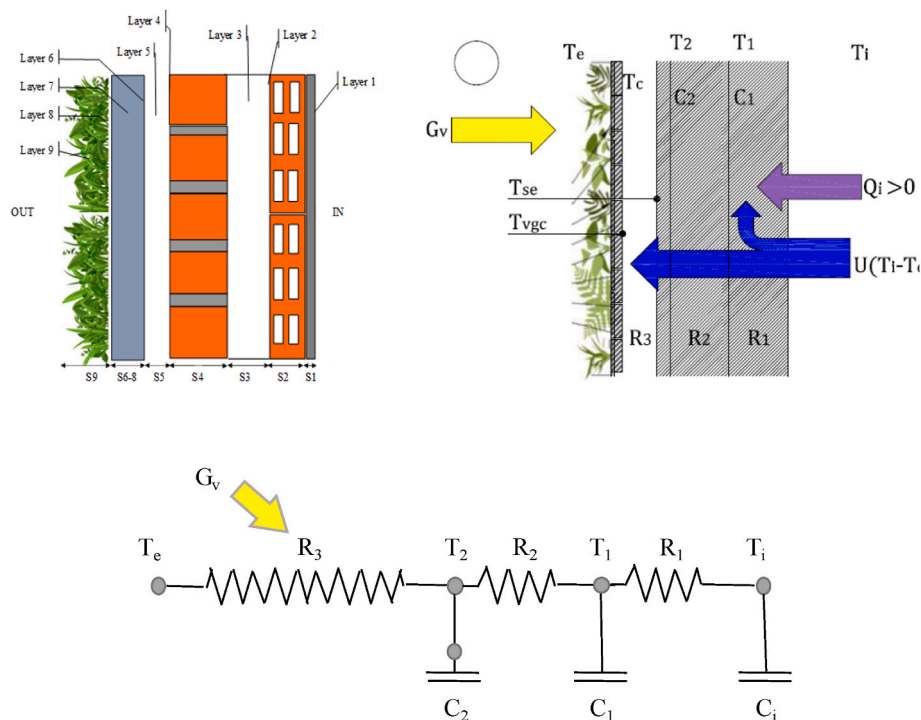 Layer 4
Layer 3
Layer 2
Layer 5
Layer 6
Layer 7
Layer 1
Layer 8
Layer 9
OUT
IN
S9
S6-8
S5
S4
S3
S2
S1
Te
T2
T1
Ti
Tc
C2
C1
Gv
Tse
Qi>0
Tvgc
U(Ti-T
R3
R2
R1
Gv
Te
R3
T2
R2
T1
R1
Ti
C2
C1
Ci